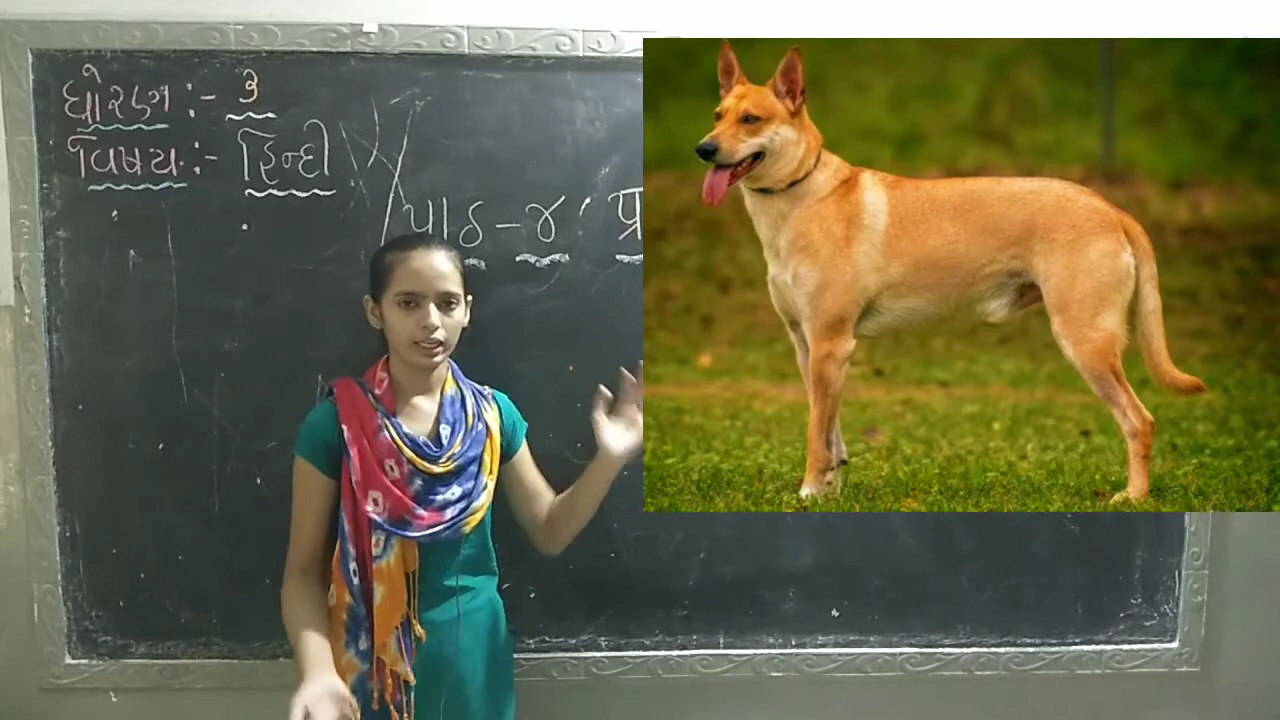 ધોરણ :- ૩
વિષય :- હિન્દી
પાઠ - ૪